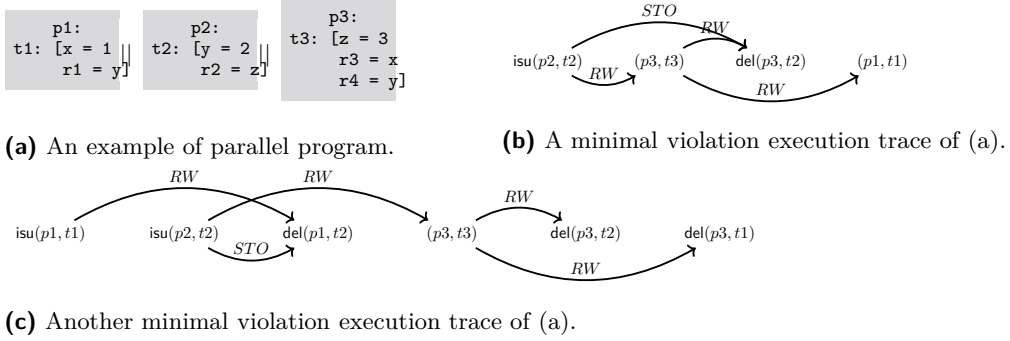 p1:
t1: [x = 1
r1 = y]
||
p2:
t2: [y = 2
r2 = z]
||
p3:
t3: [z = 3
r3 = x
r4 = y]
(a) An example of parallel program.
STO
RW
isu(p2, t2) (p3, t3) del(p3, t2) (p1, t1)
RW
RW
(b) A minimal violation execution trace of (a).
RW RW
RW
isu(p1, t1) isu(p2, t2) del(p1, t2) (p3, t3) del(p3, t2) del(p3, t1)
STO
RW
(c) Another minimal violation execution trace of (a).